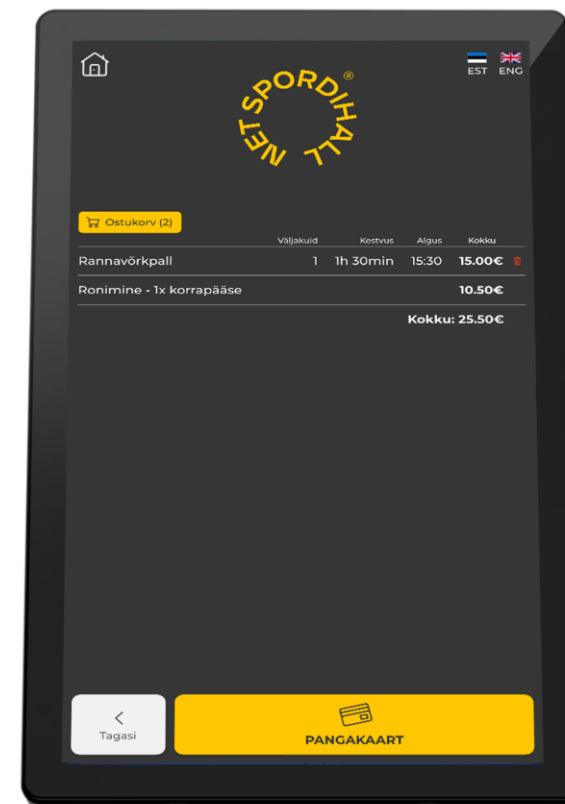 EST ENG
NET SPORDIHALL®
Ostukorv (2)
Väljakuid Kestvus Algus Kokku
Rannavõrkpall 1 1h 30min 15:30 15.00€
Ronimine - 1x korrapääse 10.50€
Kokku: 25.50€
Tagasi
PANGAKAART